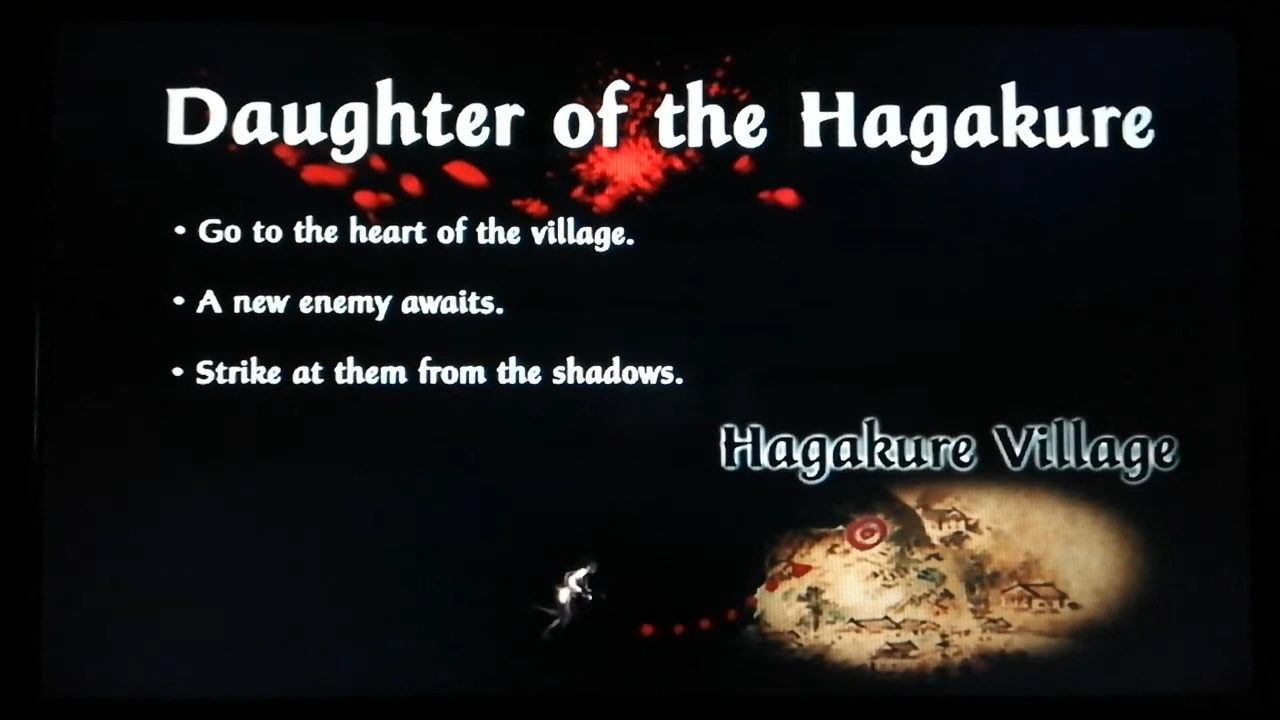 Daughter of the Hagakure
• Go to the heart of the village.
• A new enemy awaits.
• Strike at them from the shadows.
Hagakure Village